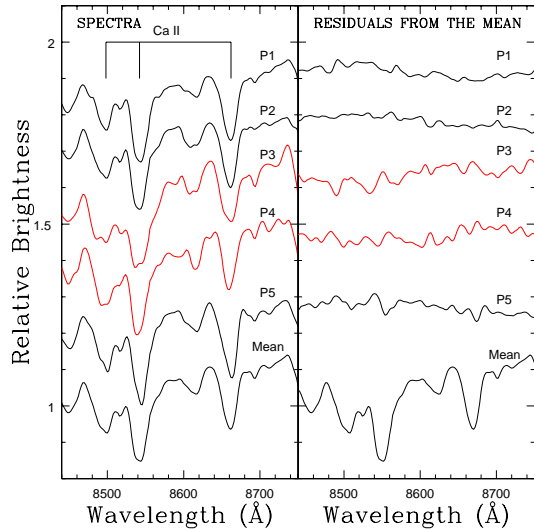 SPECTRA
RESIDUALS FROM THE MEAN
Ca II
2
1.5
1
Relative Brightness
P1
P2
P3
P4
P5
Mean
P1
P2
P3
P4
P5
Mean
8500 8600 8700
8500 8600 8700
Wavelength (Å)
Wavelength (Å)